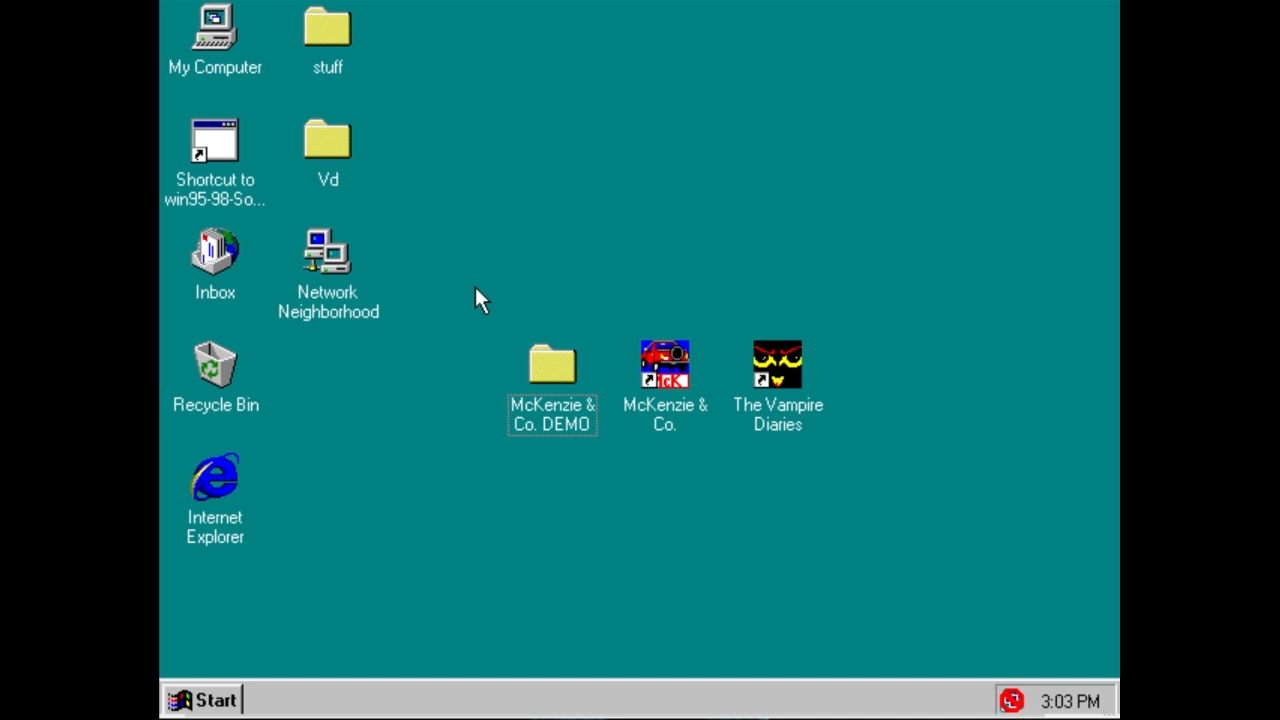 My Computer
stuff
Shortcut to
win95-98-So...
Vd
Inbox
Network
Neighborhood
Recycle Bin
McKenzie &
Co. DEMO
McK
McKenzie &
Co.
The Vampire
Diaries
Internet
Explorer
Start
3:03 PM